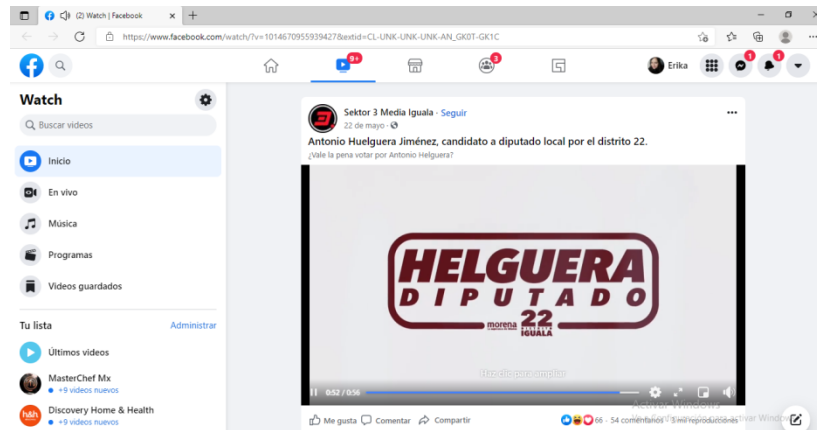 (2) Watch | Facebook
https://www.facebook.com/watch/?v=1014670955939427&extid=CL-UNK-UNK-UNK-AN_GK0T-GK1C
9+
3
Erika
1
1
Watch
Buscar videos
Inicio
En vivo
Música
Programas
Videos guardados
Tu lista
Administrar
Últimos videos
MasterChef Mx
+9 videos nuevos
h&h
Discovery Home & Health
+9 videos nuevos
Sektor 3 Media Iguala · Seguir
22 de mayo ·
Antonio Huelguera Jiménez, candidato a diputado local por el distrito 22.
¿Vale la pena votar por Antonio Helguera?
HELGUERA
DIPUTADO
morena 22
IGUALA
Haz clic para ampliar
0:52 / 0:56
Activar Windows
Me gusta Comentar Compartir
66 · 54 comentarios · 3 mil reproducciones